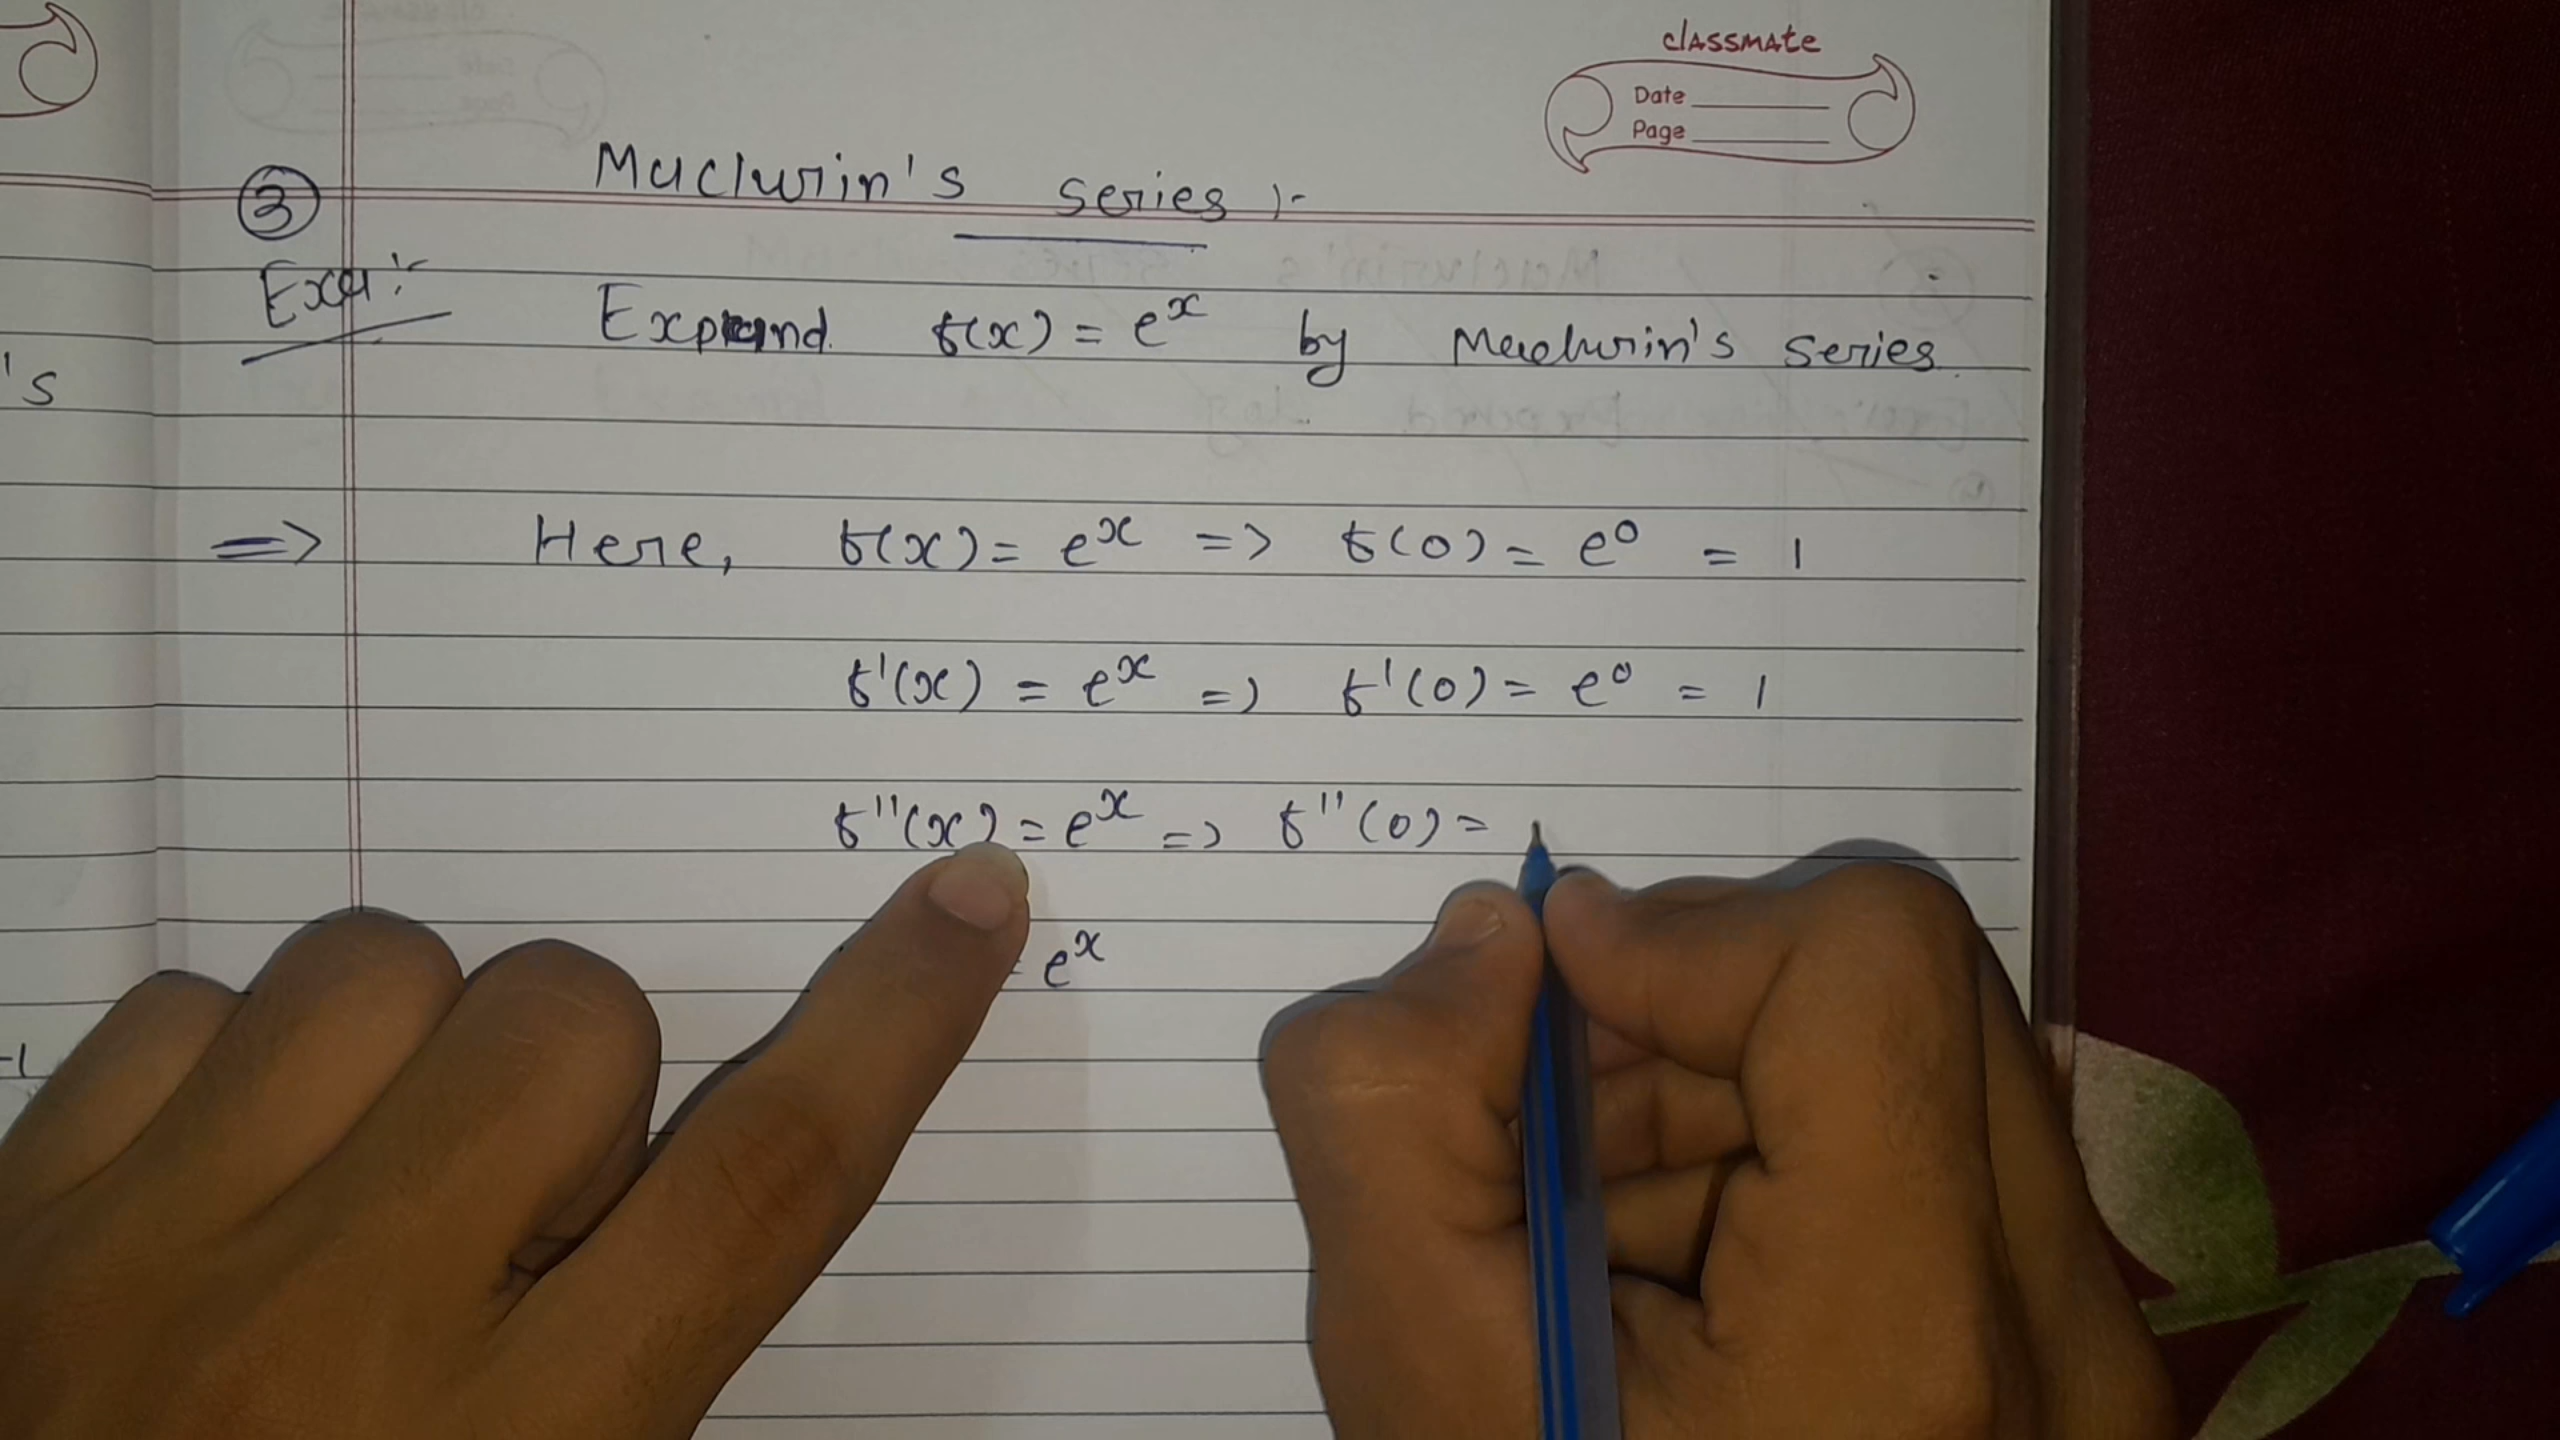 classmate
Date
Page
Maclurin's series :-
③
Exa :-
Expand f(x) = e^x by Maclurin's series.
's
=> Here, f(x) = e^x => f(0) = e^0 = 1
f'(x) = e^x => f'(0) = e^0 = 1
f''(x) = e^x => f''(0) =
= e^x
-1